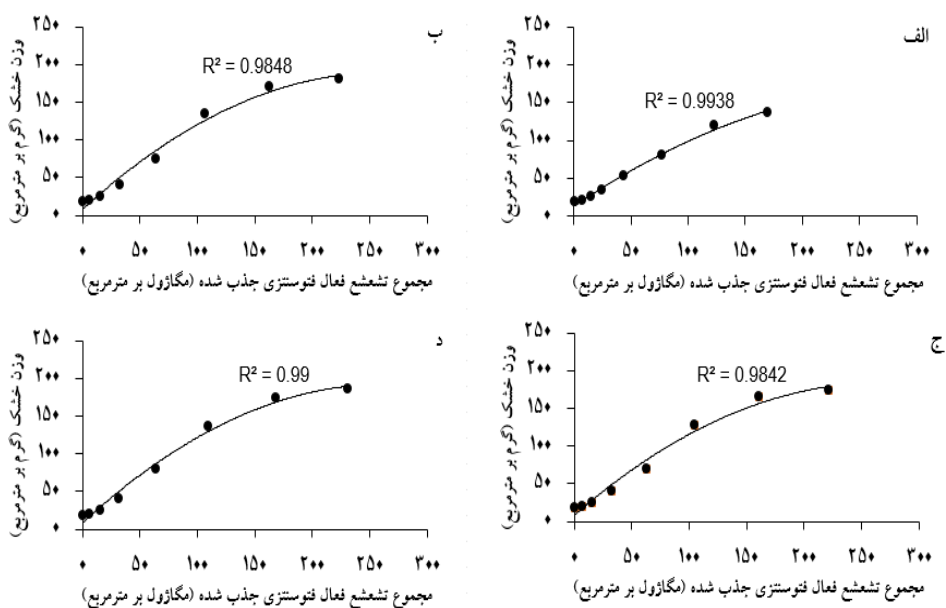 الف
وزن خشک (گرم بر مترمربع)
۲۵۰
۲۰۰
۱۵۰
۱۰۰
۵۰
۰
R² = 0.9938
۰ ۵۰ ۱۰۰ ۱۵۰ ۲۰۰ ۲۵۰ ۳۰۰
مجموع تشعشع فعال فتوسنتزی جذب شده (مگاژول بر مترمربع)
ب
وزن خشک (گرم بر مترمربع)
۲۵۰
۲۰۰
۱۵۰
۱۰۰
۵۰
۰
R² = 0.9848
۰ ۵۰ ۱۰۰ ۱۵۰ ۲۰۰ ۲۵۰ ۳۰۰
مجموع تشعشع فعال فتوسنتزی جذب شده (مگاژول بر مترمربع)
ج
وزن خشک (گرم بر مترمربع)
۲۵۰
۲۰۰
۱۵۰
۱۰۰
۵۰
۰
R² = 0.9842
۰ ۵۰ ۱۰۰ ۱۵۰ ۲۰۰ ۲۵۰ ۳۰۰
مجموع تشعشع فعال فتوسنتزی جذب شده (مگاژول بر مترمربع)
د
وزن خشک (گرم بر مترمربع)
۲۵۰
۲۰۰
۱۵۰
۱۰۰
۵۰
۰
R² = 0.99
۰ ۵۰ ۱۰۰ ۱۵۰ ۲۰۰ ۲۵۰ ۳۰۰
مجموع تشعشع فعال فتوسنتزی جذب شده (مگاژول بر مترمربع)